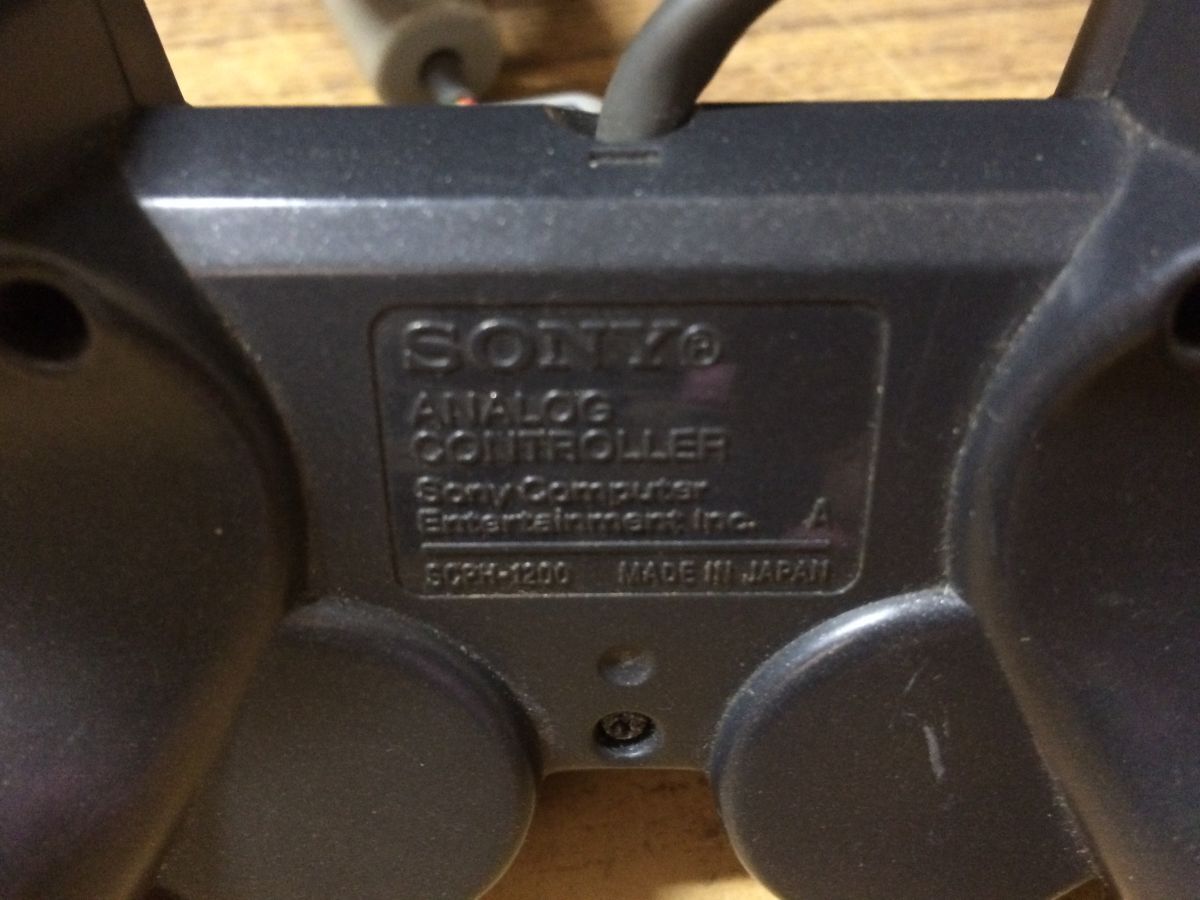 SONY®
ANALOG
CONTROLLER
Sony Computer
Entertainment Inc. A
SCPH-1200 MADE IN JAPAN